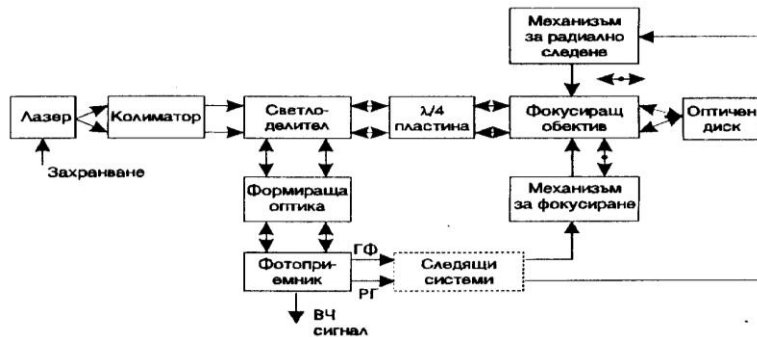 Механизъм
за радиално
следене
Лазер
Колиматор
Светло-
делител
λ/4
пластина
Фокусиращ
обектив
Оптичен
диск
Захранване
Формираща
оптика
Механизъм
за фокусиране
Фотопри-
емник
ГФ
РГ
Следящи
системи
ВЧ
сигнал